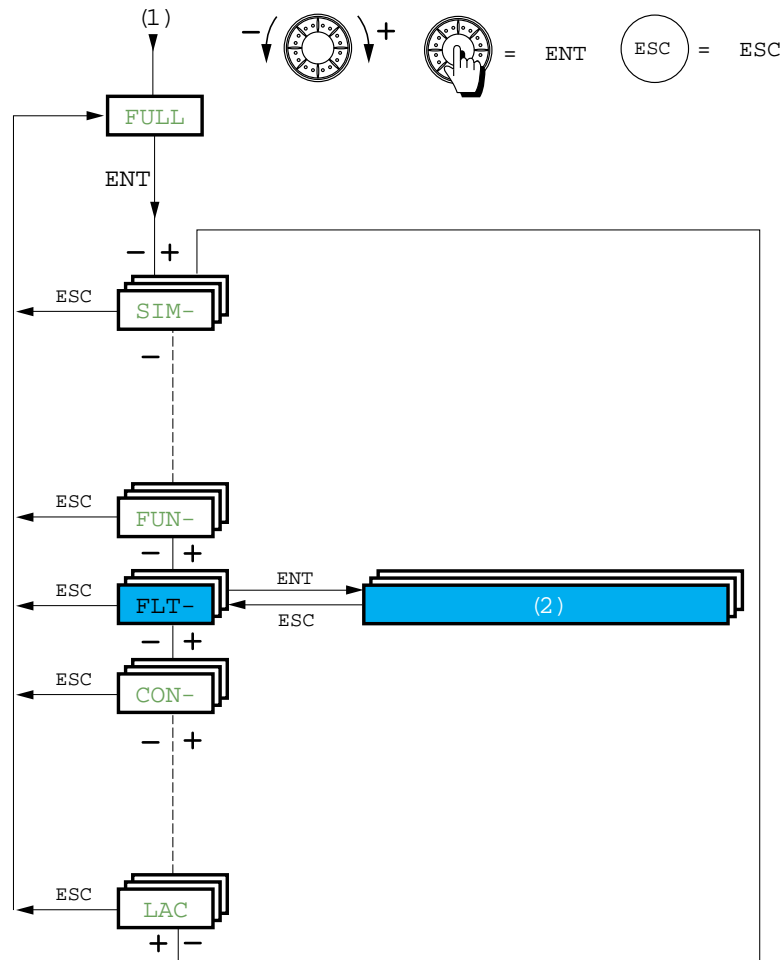 (1)
− + = ENT ESC = ESC
FULL
ENT
− +
ESC SIM-
−
ESC FUN-
− +
ESC FLT- ENT (2)
ESC
− +
ESC CON-
− +
ESC LAC
+ −